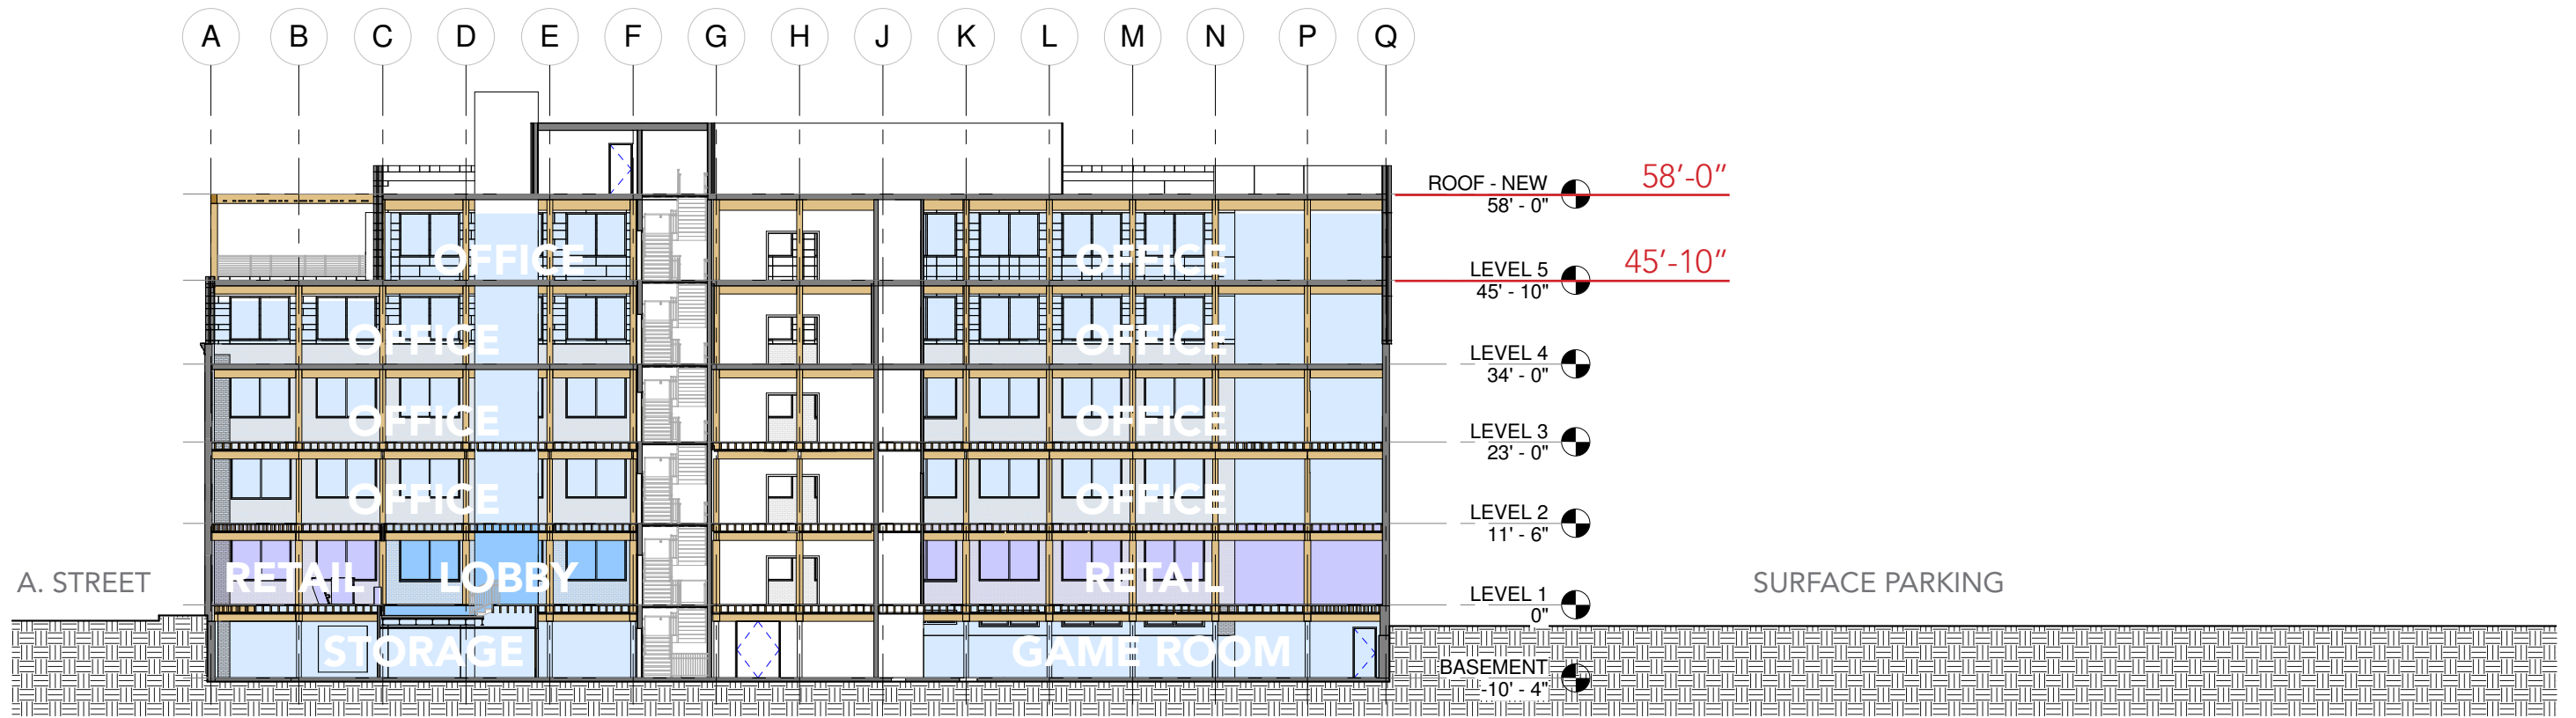 A B C D E F G H J K L M N P Q
ROOF - NEW 58'-0"
58' - 0"
OFFICE OFFICE
LEVEL 5 45'-10"
45' - 10"
OFFICE OFFICE
LEVEL 4
34' - 0"
OFFICE OFFICE
LEVEL 3
23' - 0"
OFFICE OFFICE
LEVEL 2
11' - 6"
A. STREET RETAIL LOBBY RETAIL SURFACE PARKING
LEVEL 1
0"
STORAGE GAME ROOM
BASEMENT
-10' - 4"